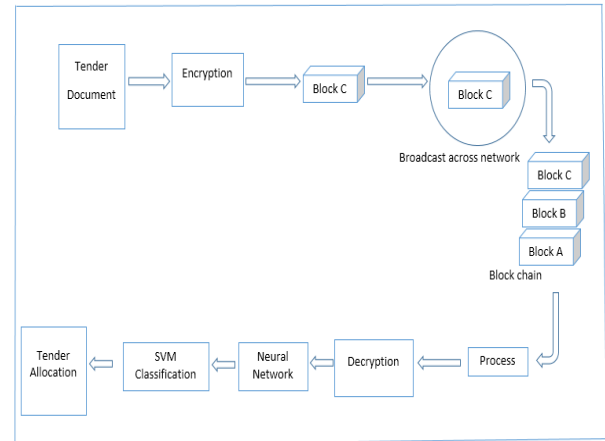 Tender
Document
Encryption
Block C
Block C
Broadcast across network
Block C
Block B
Block A
Block chain
Process
Decryption
Neural
Network
SVM
Classification
Tender
Allocation